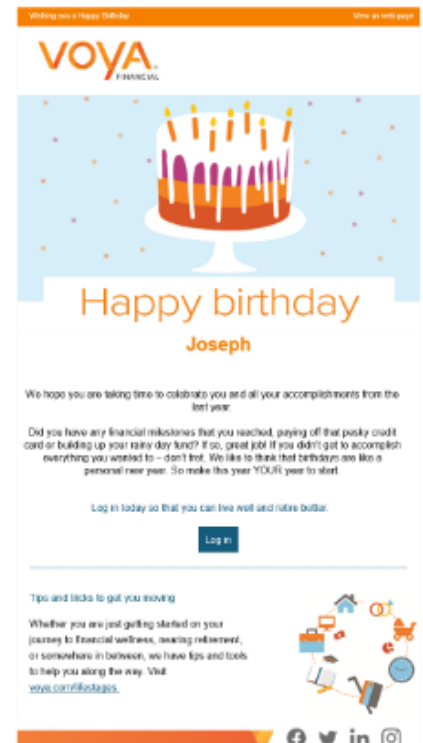 Wishing you a Happy Birthday
View as web page
VOYA
FINANCIAL
Happy birthday
Joseph
We hope you are taking time to celebrate you and all your accomplishments from the
last year.
Did you have any financial milestones that you reached, paying off that pesky credit
card or building up your rainy day fund? If so, great job! If you didn't get to accomplish
everything you wanted to – don't fret. We like to think that birthdays are like a
personal new year. So make this year YOUR year to start.
Log in today so that you can live well and retire better.
Log in
Tips and tricks to get you moving
Whether you are just getting started on your
journey to financial wellness, nearing retirement,
or somewhere in between, we have tips and tools
to help you along the way. Visit
voya.com/lifestages.